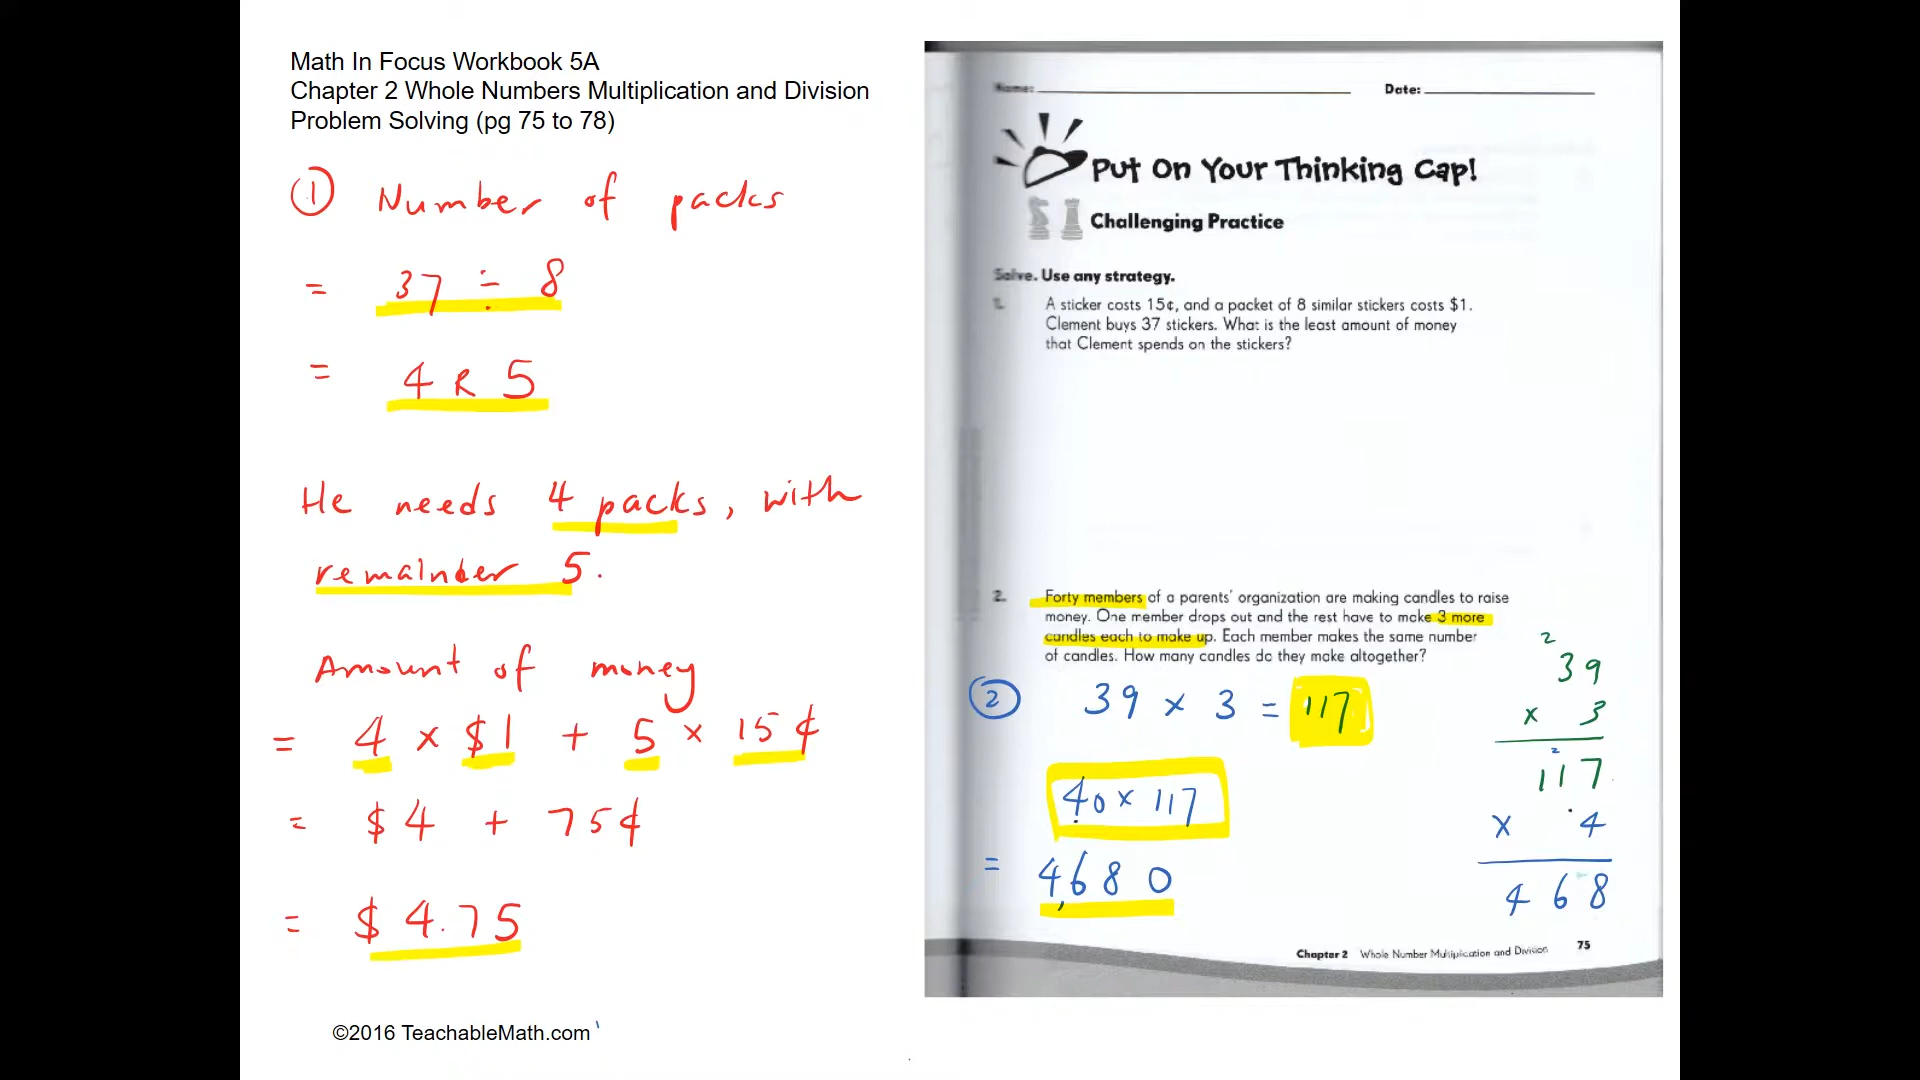 Math In Focus Workbook 5A
Chapter 2 Whole Numbers Multiplication and Division
Problem Solving (pg 75 to 78)
① Number of packs
= 37 ÷ 8
= 4 R 5
He needs 4 packs, with
remainder 5.
Amount of money
= 4 × $1 + 5 × 15¢
= $4 + 75¢
= $4.75
©2016 TeachableMath.com
Name: Date:
Put On Your Thinking Cap!
Challenging Practice
Solve. Use any strategy.
1. A sticker costs 15¢, and a packet of 8 similar stickers costs $1.
Clement buys 37 stickers. What is the least amount of money
that Clement spends on the stickers?
2. Forty members of a parents' organization are making candles to raise
money. One member drops out and the rest have to make 3 more
candles each to make up. Each member makes the same number
of candles. How many candles do they make altogether?
② 39 × 3 = 117
40 × 117
= 4,680
2
39
× 3
2
117
× 4
468
Chapter 2 Whole Number Multiplication and Division 75